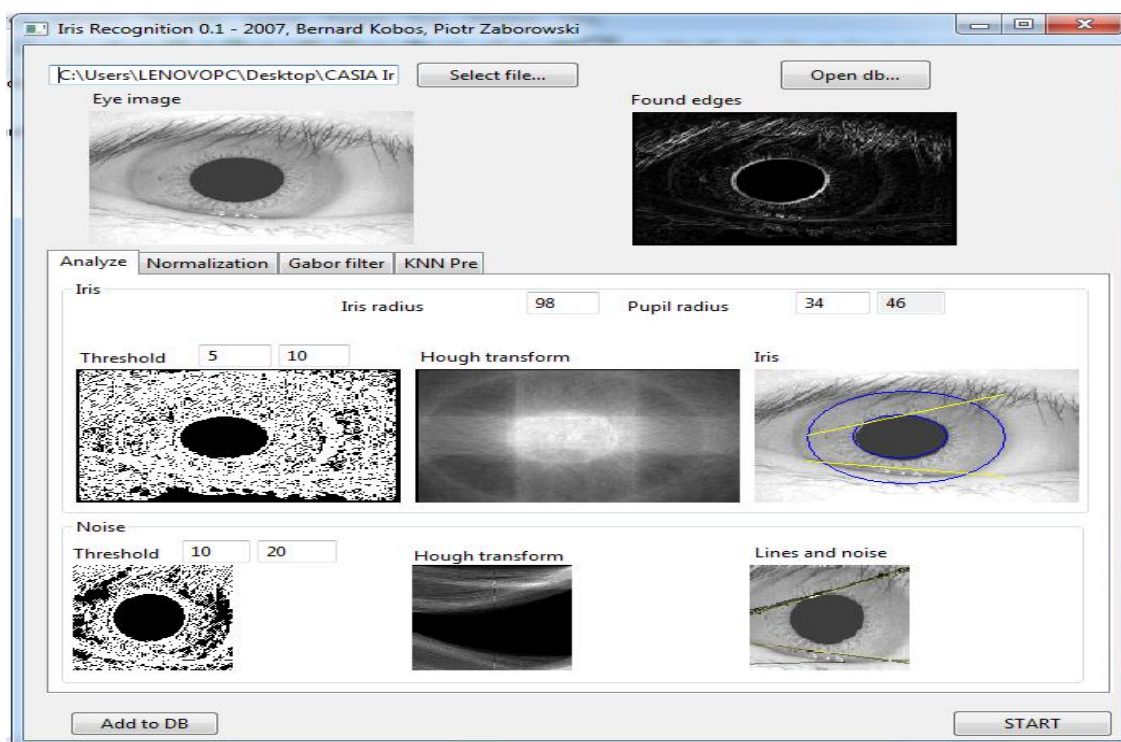 Iris Recognition 0.1 - 2007, Bernard Kobos, Piotr Zaborowski
C:\Users\LENOVOPC\Desktop\CASIA Ir
Select file...
Open db...
Eye image
Found edges
Analyze
Normalization
Gabor filter
KNN Pre
Iris
Iris radius
98
Pupil radius
34
46
Threshold
5
10
Hough transform
Iris
Noise
Threshold
10
20
Hough transform
Lines and noise
Add to DB
START